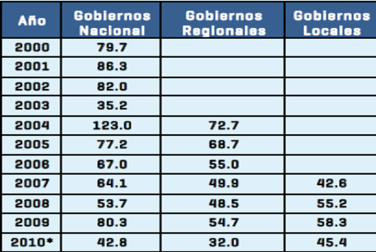 Año Gobiernos Nacional Gobiernos Regionales Gobiernos Locales
2000 79.7
2001 86.3
2002 82.0
2003 35.2
2004 123.0 72.7
2005 77.2 68.7
2006 67.0 55.0
2007 64.1 49.9 42.6
2008 53.7 48.5 55.2
2009 80.3 54.7 58.3
2010* 42.8 32.0 45.4